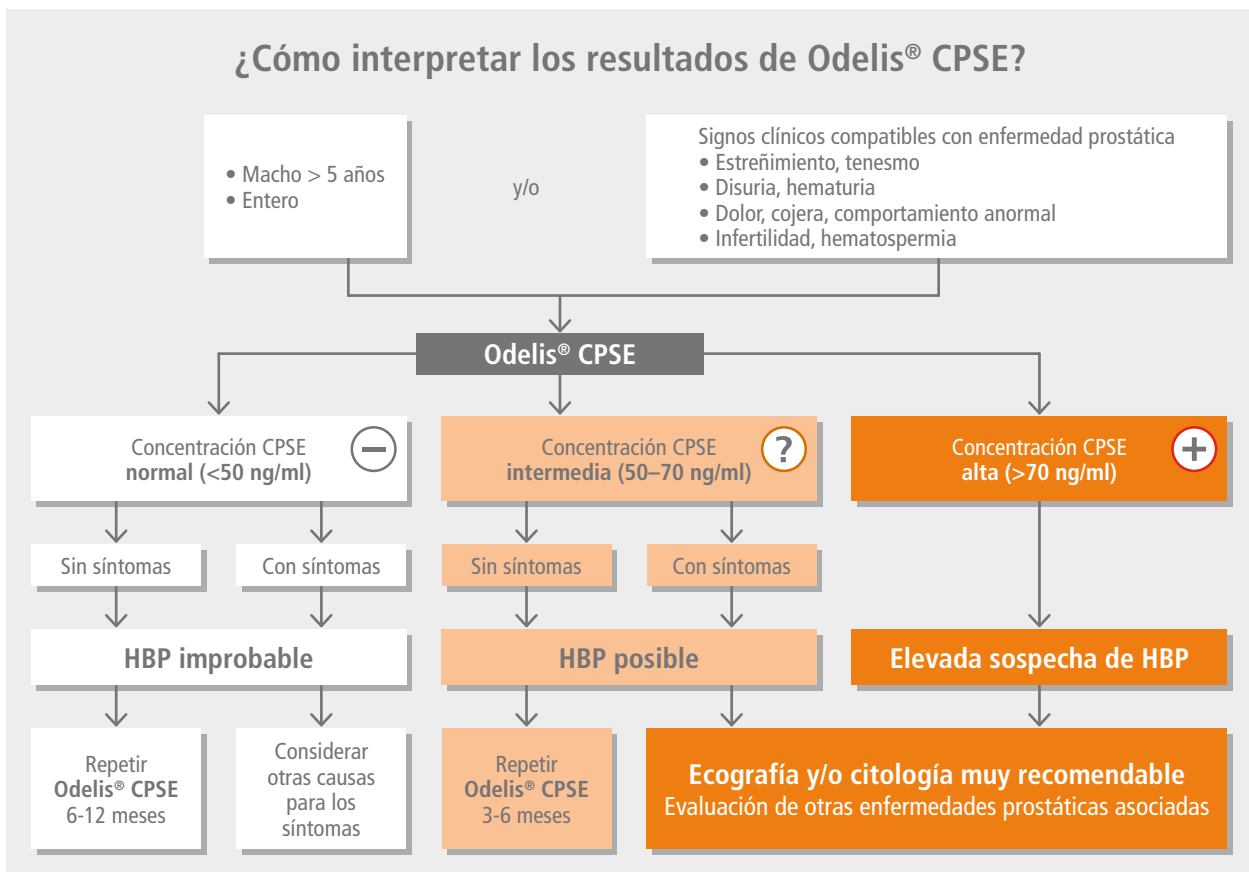 ¿Cómo interpretar los resultados de Odelis® CPSE?
• Macho > 5 años
• Entero
y/o
Signos clínicos compatibles con enfermedad prostática
• Estreñimiento, tenesmo
• Disuria, hematuria
• Dolor, cojera, comportamiento anormal
• Infertilidad, hematospermia
Odelis® CPSE
Concentración CPSE
normal (<50 ng/ml)
−
Concentración CPSE
intermedia (50–70 ng/ml)
?
Concentración CPSE
alta (>70 ng/ml)
+
Sin síntomas
Con síntomas
Sin síntomas
Con síntomas
HBP improbable
HBP posible
Elevada sospecha de HBP
Repetir
Odelis® CPSE
6-12 meses
Considerar
otras causas
para los
síntomas
Repetir
Odelis® CPSE
3-6 meses
Ecografía y/o citología muy recomendable
Evaluación de otras enfermedades prostáticas asociadas